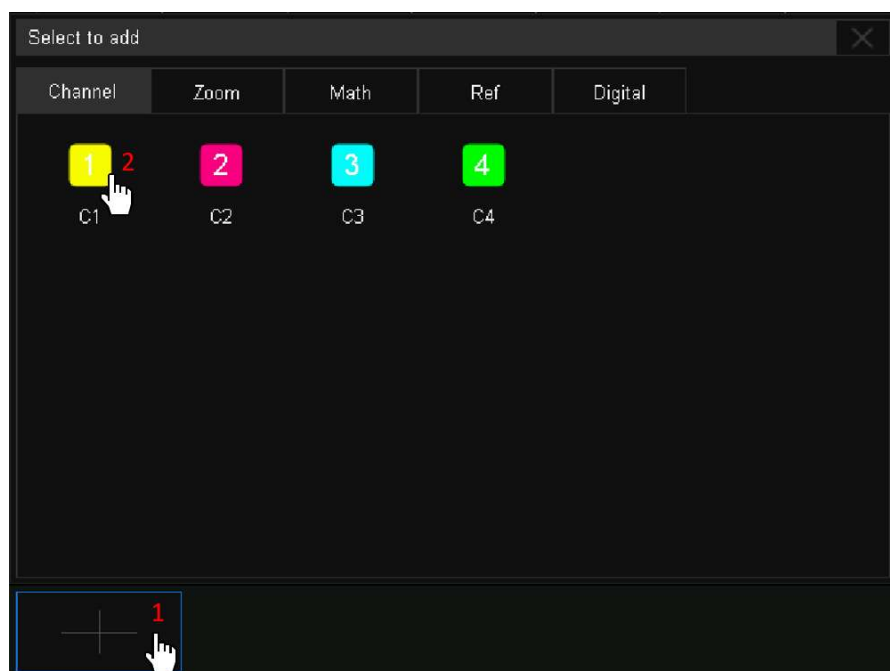 Select to add
Channel Zoom Math Ref Digital
1 2 2 3 4
C1 C2 C3 C4
1